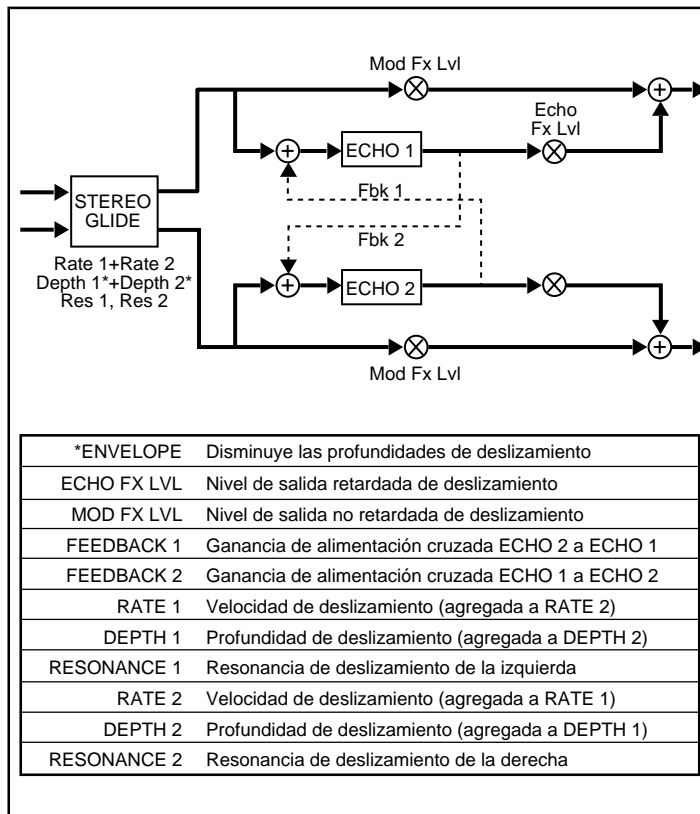 Mod Fx Lvl
Echo
Fx Lvl
ECHO 1
Fbk 1
STEREO
GLIDE
Fbk 2
Rate 1+Rate 2
Depth 1*+Depth 2*
Res 1, Res 2
ECHO 2
Mod Fx Lvl
*ENVELOPE Disminuye las profundidades de deslizamiento
ECHO FX LVL Nivel de salida retardada de deslizamiento
MOD FX LVL Nivel de salida no retardada de deslizamiento
FEEDBACK 1 Ganancia de alimentación cruzada ECHO 2 a ECHO 1
FEEDBACK 2 Ganancia de alimentación cruzada ECHO 1 a ECHO 2
RATE 1 Velocidad de deslizamiento (agregada a RATE 2)
DEPTH 1 Profundidad de deslizamiento (agregada a DEPTH 2)
RESONANCE 1 Resonancia de deslizamiento de la izquierda
RATE 2 Velocidad de deslizamiento (agregada a RATE 1)
DEPTH 2 Profundidad de deslizamiento (agregada a DEPTH 1)
RESONANCE 2 Resonancia de deslizamiento de la derecha